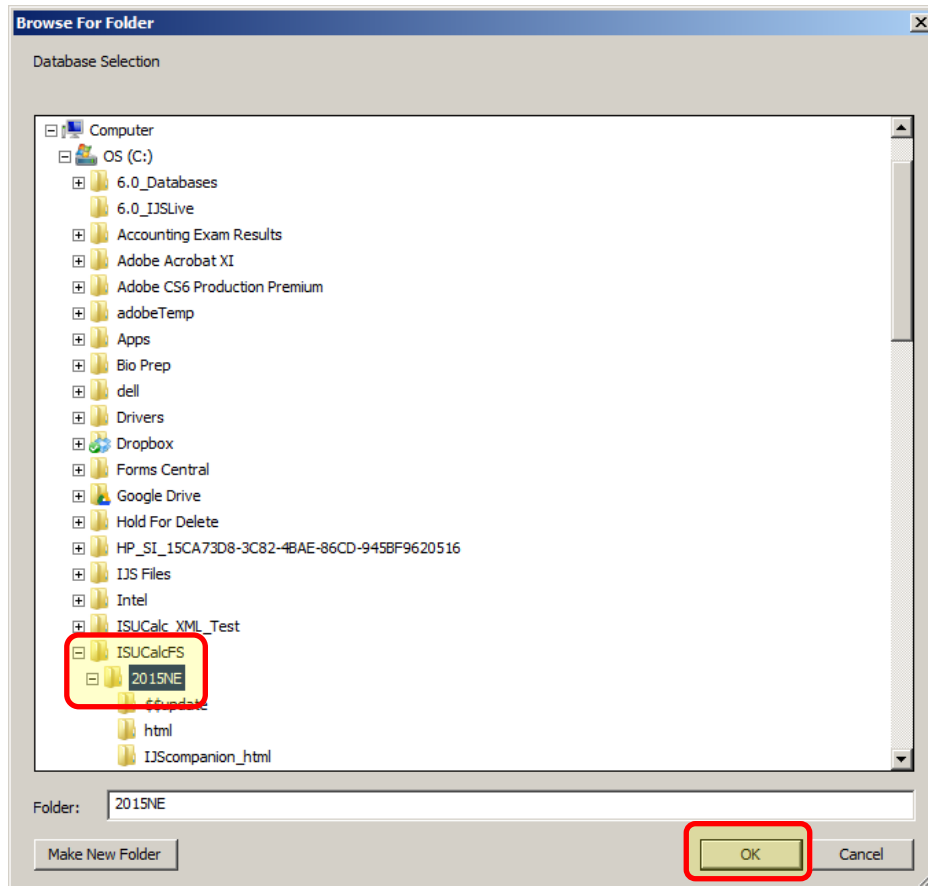 Browse For Folder
Database Selection
Computer
OS (C:)
6.0_Databases
6.0_IJSLive
Accounting Exam Results
Adobe Acrobat XI
Adobe CS6 Production Premium
adobeTemp
Apps
Bio Prep
dell
Drivers
Dropbox
Forms Central
Google Drive
Hold For Delete
HP_SI_15CA73D8-3C82-4BAE-86CD-945BF9620516
IJS Files
Intel
ISUCalc_XML_Test
ISUCalcFS
2015NE
$$update
html
IJScompanion_html
Folder: 2015NE
Make New Folder OK Cancel